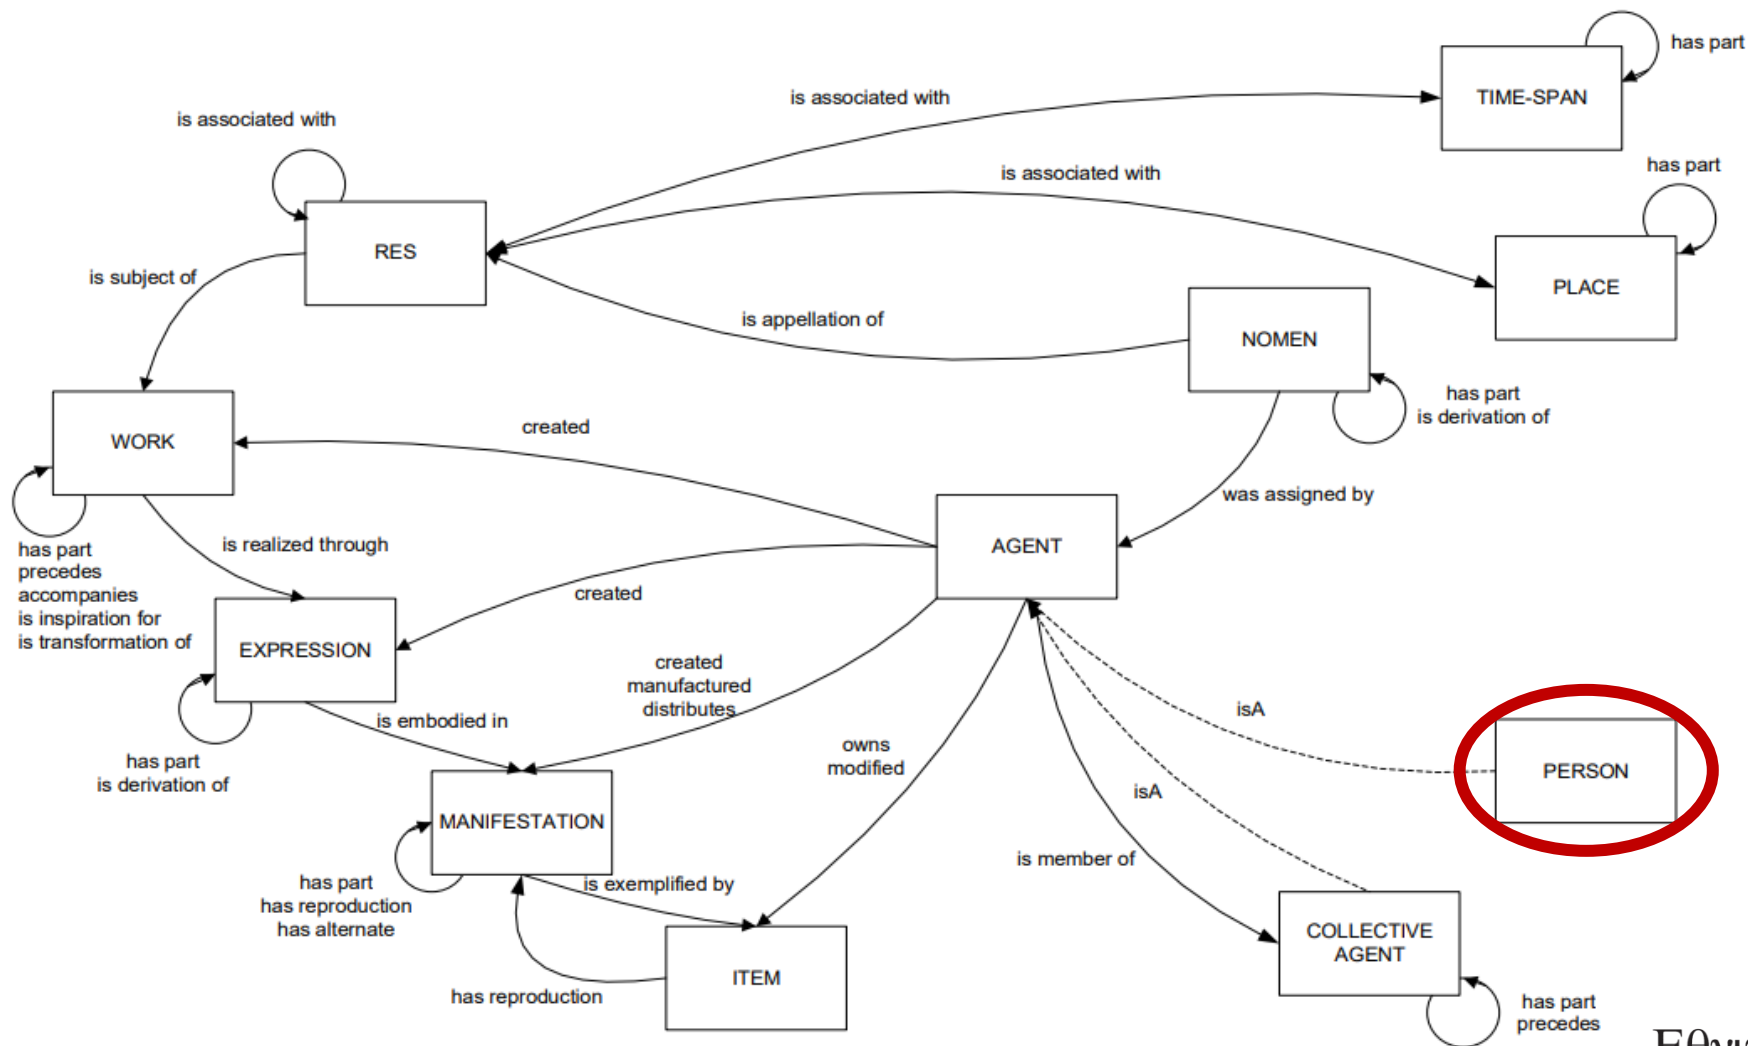 has part
TIME-SPAN
is associated with
is associated with
has part
is associated with
RES
PLACE
is subject of
is appellation of
NOMEN
has part
is derivation of
WORK
created
was assigned by
has part
precedes
accompanies
is inspiration for
is transformation of
is realized through
AGENT
created
EXPRESSION
created
manufactured
distributes
isA
is embodied in
has part
is derivation of
owns
modified
PERSON
isA
MANIFESTATION
is member of
has part
has reproduction
has alternate
is exemplified by
COLLECTIVE
AGENT
ITEM
has reproduction
has part
precedes